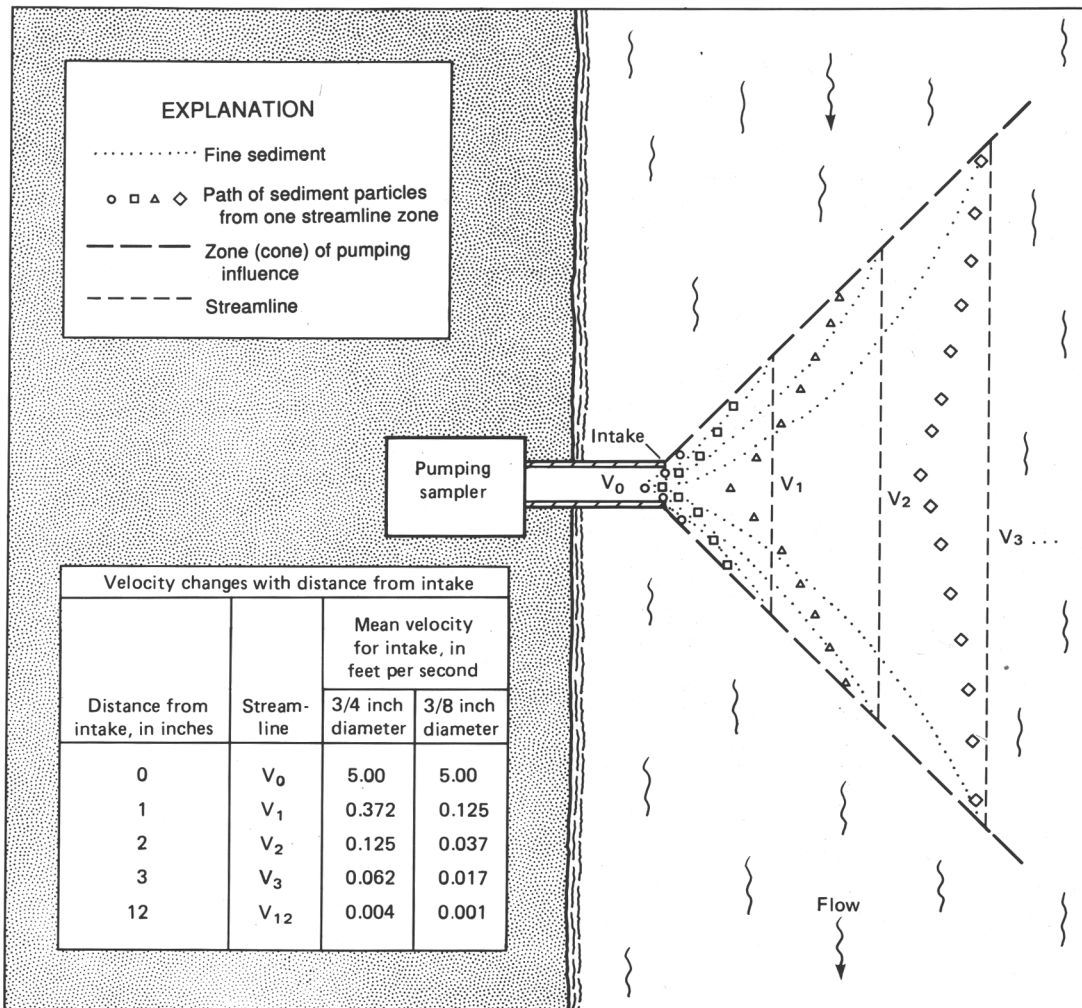 EXPLANATION
Fine sediment
Path of sediment particles
from one streamline zone
Zone (cone) of pumping
influence
Streamline
Intake
Pumping
sampler
V₀
V₁
V₂
V₃ ....
Velocity changes with distance from intake
Distance from
intake, in inches
Stream-
line
Mean velocity
for intake, in
feet per second
3/4 inch
diameter
3/8 inch
diameter
0 V₀ 5.00 5.00
1 V₁ 0.372 0.125
2 V₂ 0.125 0.037
3 V₃ 0.062 0.017
12 V₁₂ 0.004 0.001
Flow